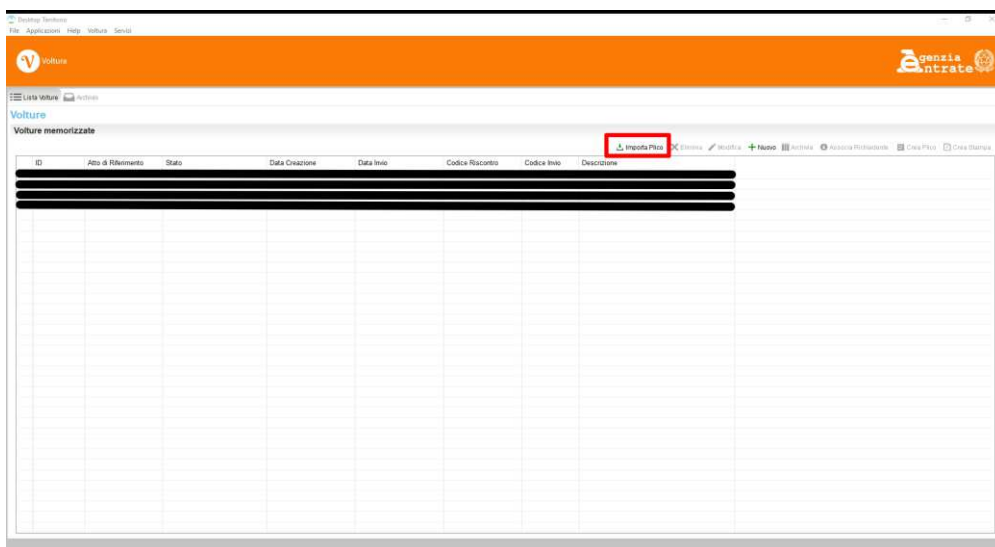 Desktop Territorio
File Applicazioni Help Voltura Servizi
Voltura
Agenzia
Entrate
Lista Volture Archivio
Volture
Volture memorizzate
Importa Plico Elimina Modifica Nuovo Archivia Associa Richiedente Crea Plico Crea Stampa
ID Atto di Riferimento Stato Data Creazione Data Invio Codice Riscontro Codice Invio Descrizione